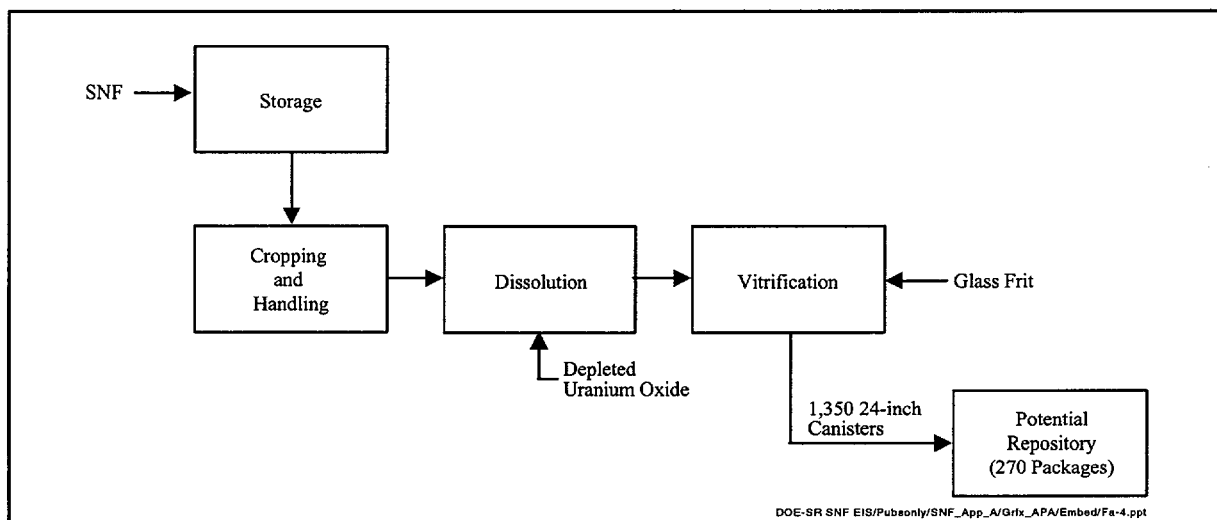 SNF
Storage
Cropping
and
Handling
Dissolution
Vitrification
Glass Frit
Depleted
Uranium Oxide
1,350 24-inch
Canisters
Potential
Repository
(270 Packages)
DOE-SR SNF EIS/Pubsonly/SNF_App_A/Grfx_APA/Embed/Fa-4.ppt